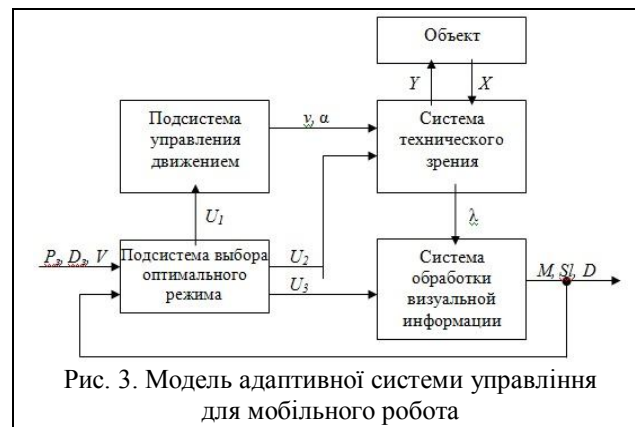 Объект
Y
X
Подсистема
управления
движением
v, α
Система
технического
зрения
U1
λ
Pз, Dз, V
Подсистема выбора
оптимального
режима
U2
U3
Система
обработки
визуальной
информации
M, Sl, D
Рис. 3. Модель адаптивної системи управління
для мобільного робота